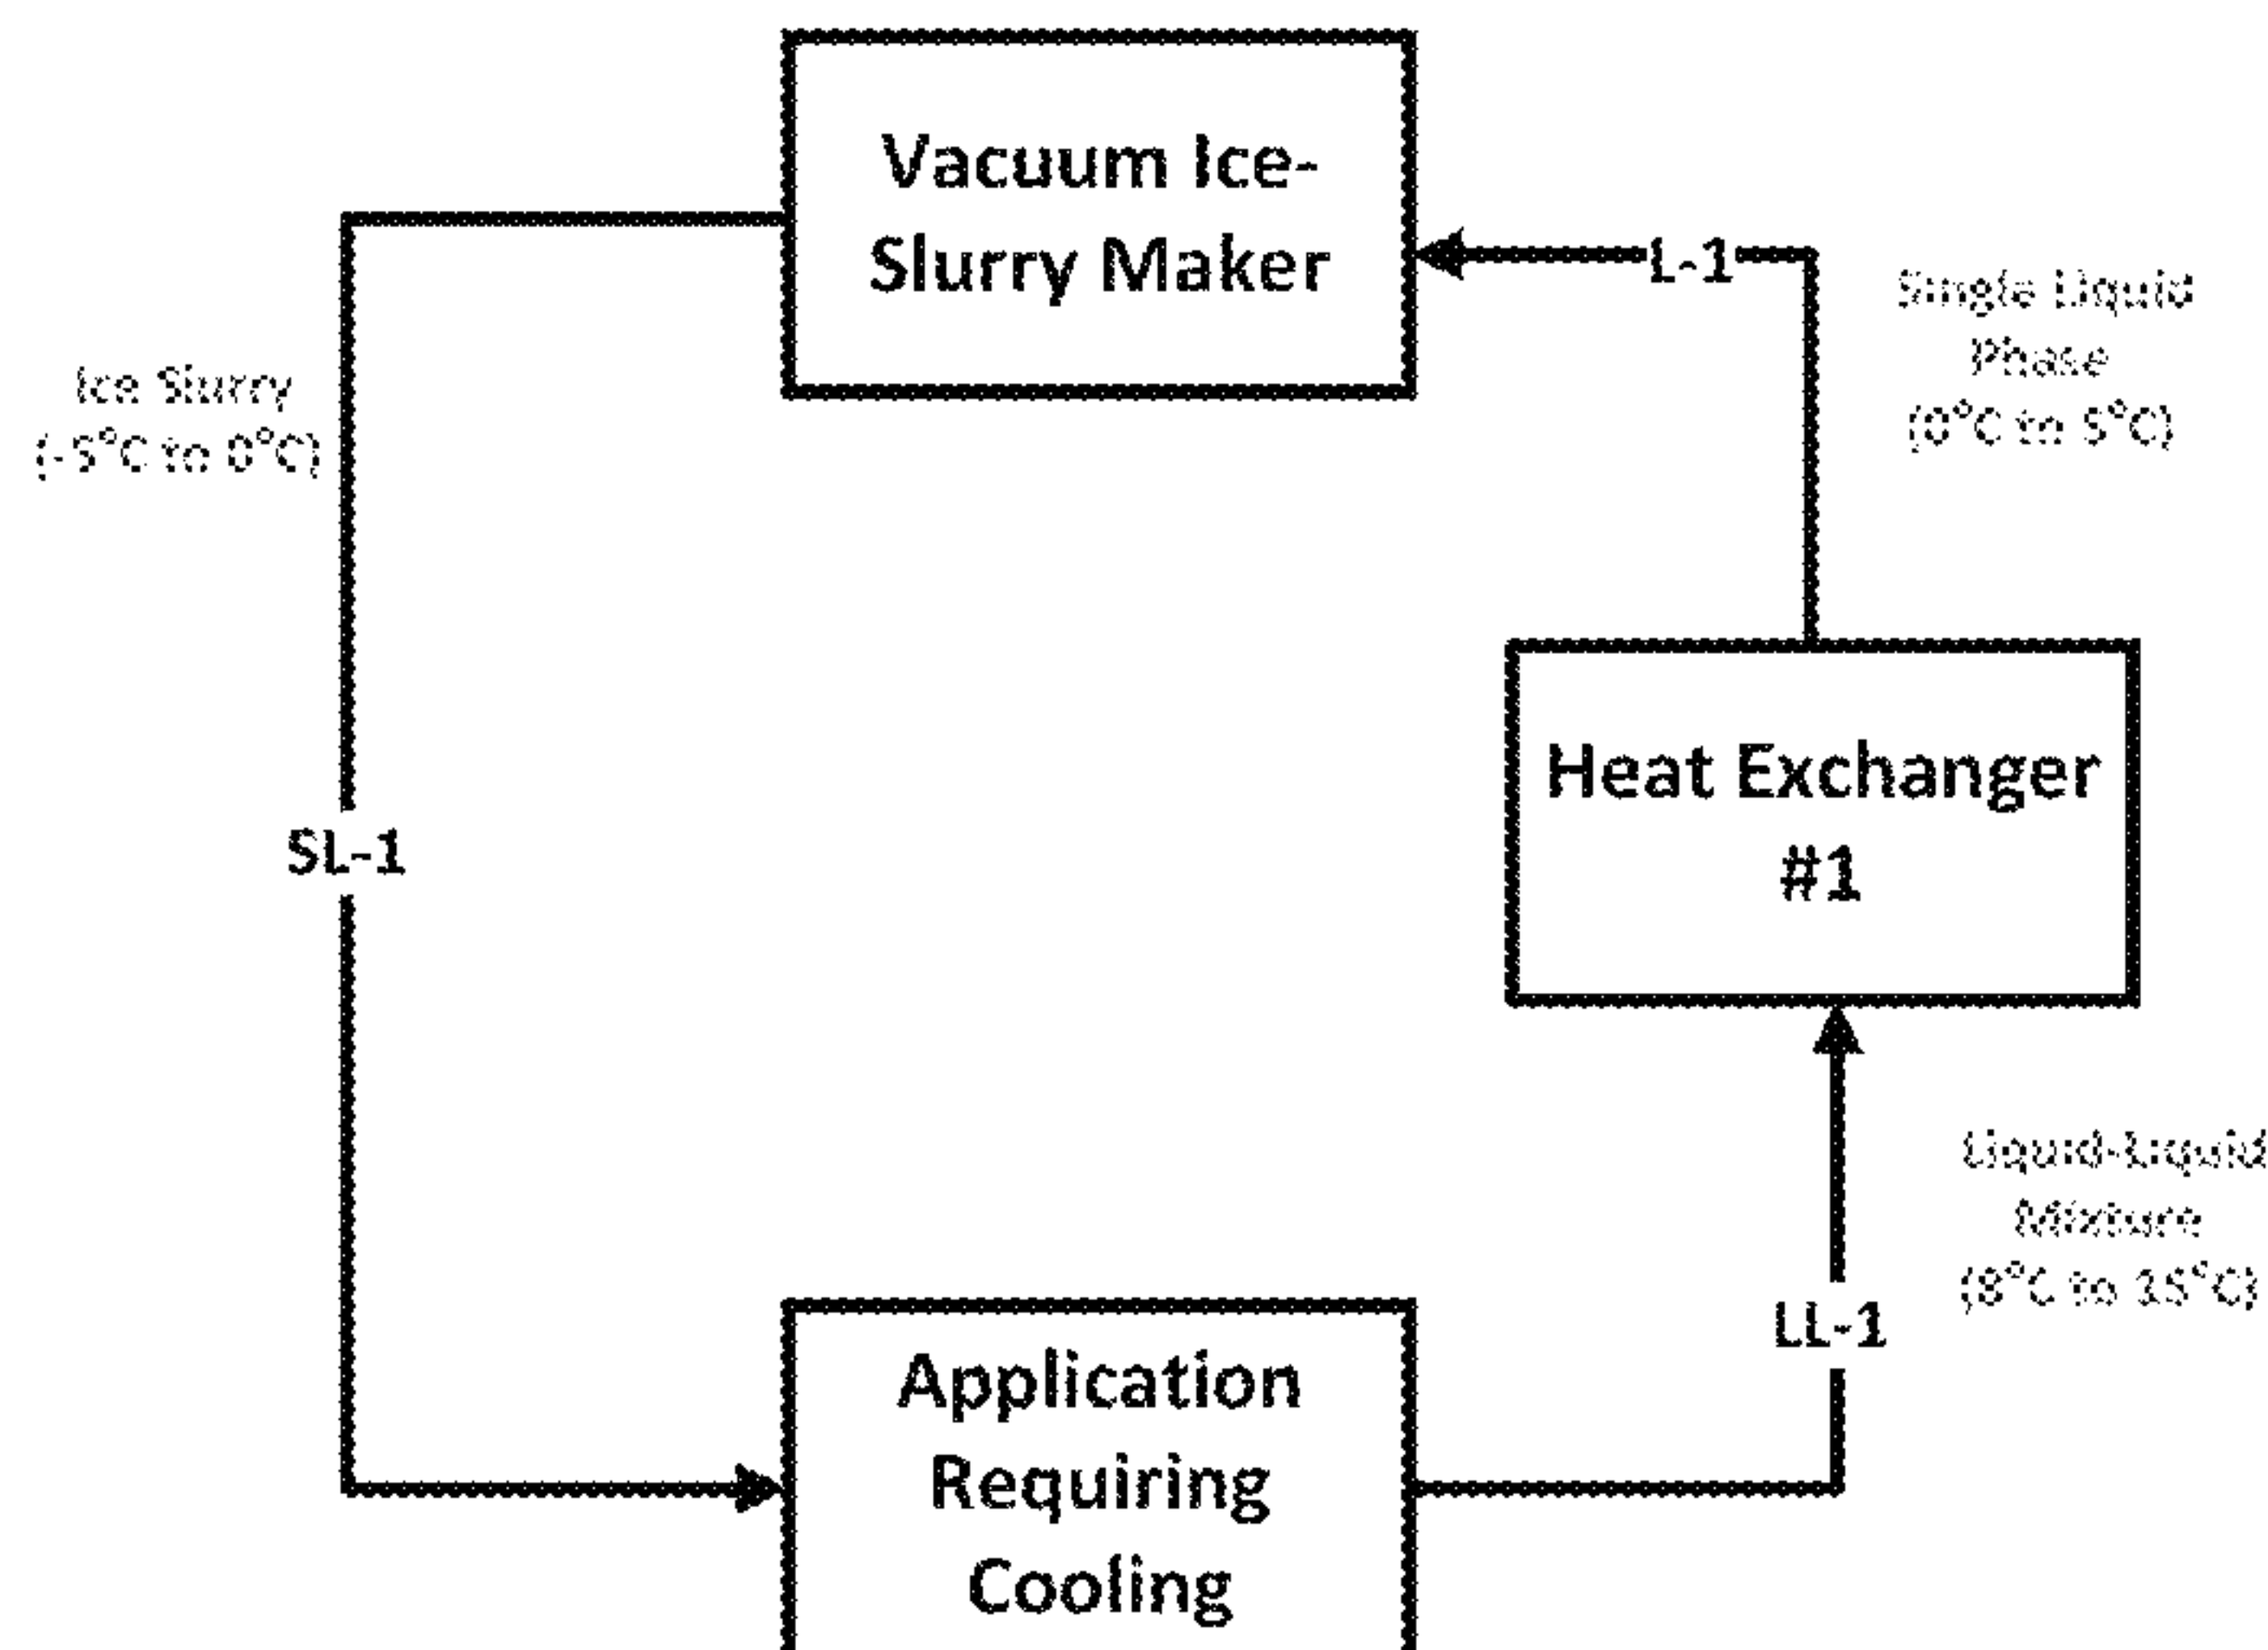 Vacuum Ice-
Slurry Maker
L-1
Single Liquid
Phase
(0°C to 5°C)
Ice Slurry
(-5°C to 0°C)
Heat Exchanger
#1
SL-1
Liquid-Liquid
Mixture
(8°C to 15°C)
LL-1
Application
Requiring
Cooling